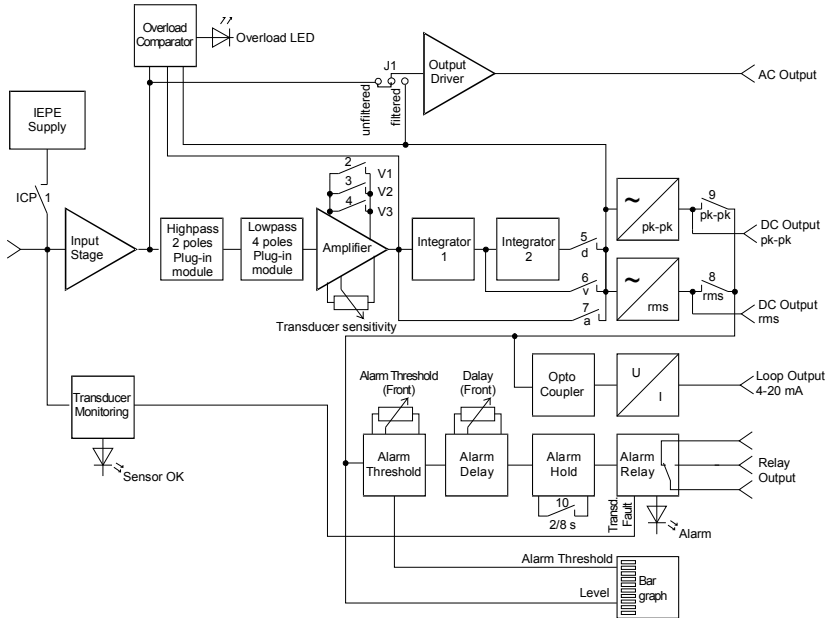 Overload
Comparator
Overload LED
J1
unfiltered
filtered
Output
Driver
AC Output
IEPE
Supply
ICP 1
Input
Stage
Highpass
2 poles
Plug-in
module
Lowpass
4 poles
Plug-in
module
2
V1
3
V2
4
V3
Amplifier
Transducer sensitivity
Integrator
1
Integrator
2
5
d
6
v
7
a
~
pk-pk
9
pk-pk
DC Output
pk-pk
~
rms
8
rms
DC Output
rms
Opto
Coupler
U
I
Loop Output
4-20 mA
Transducer
Monitoring
Sensor OK
Alarm Threshold
(Front)
Dalay
(Front)
Alarm
Threshold
Alarm
Delay
Alarm
Hold
10
2/8 s
Alarm
Relay
Transd.
Fault
Alarm
Relay
Output
Alarm Threshold
Level
Bar
graph